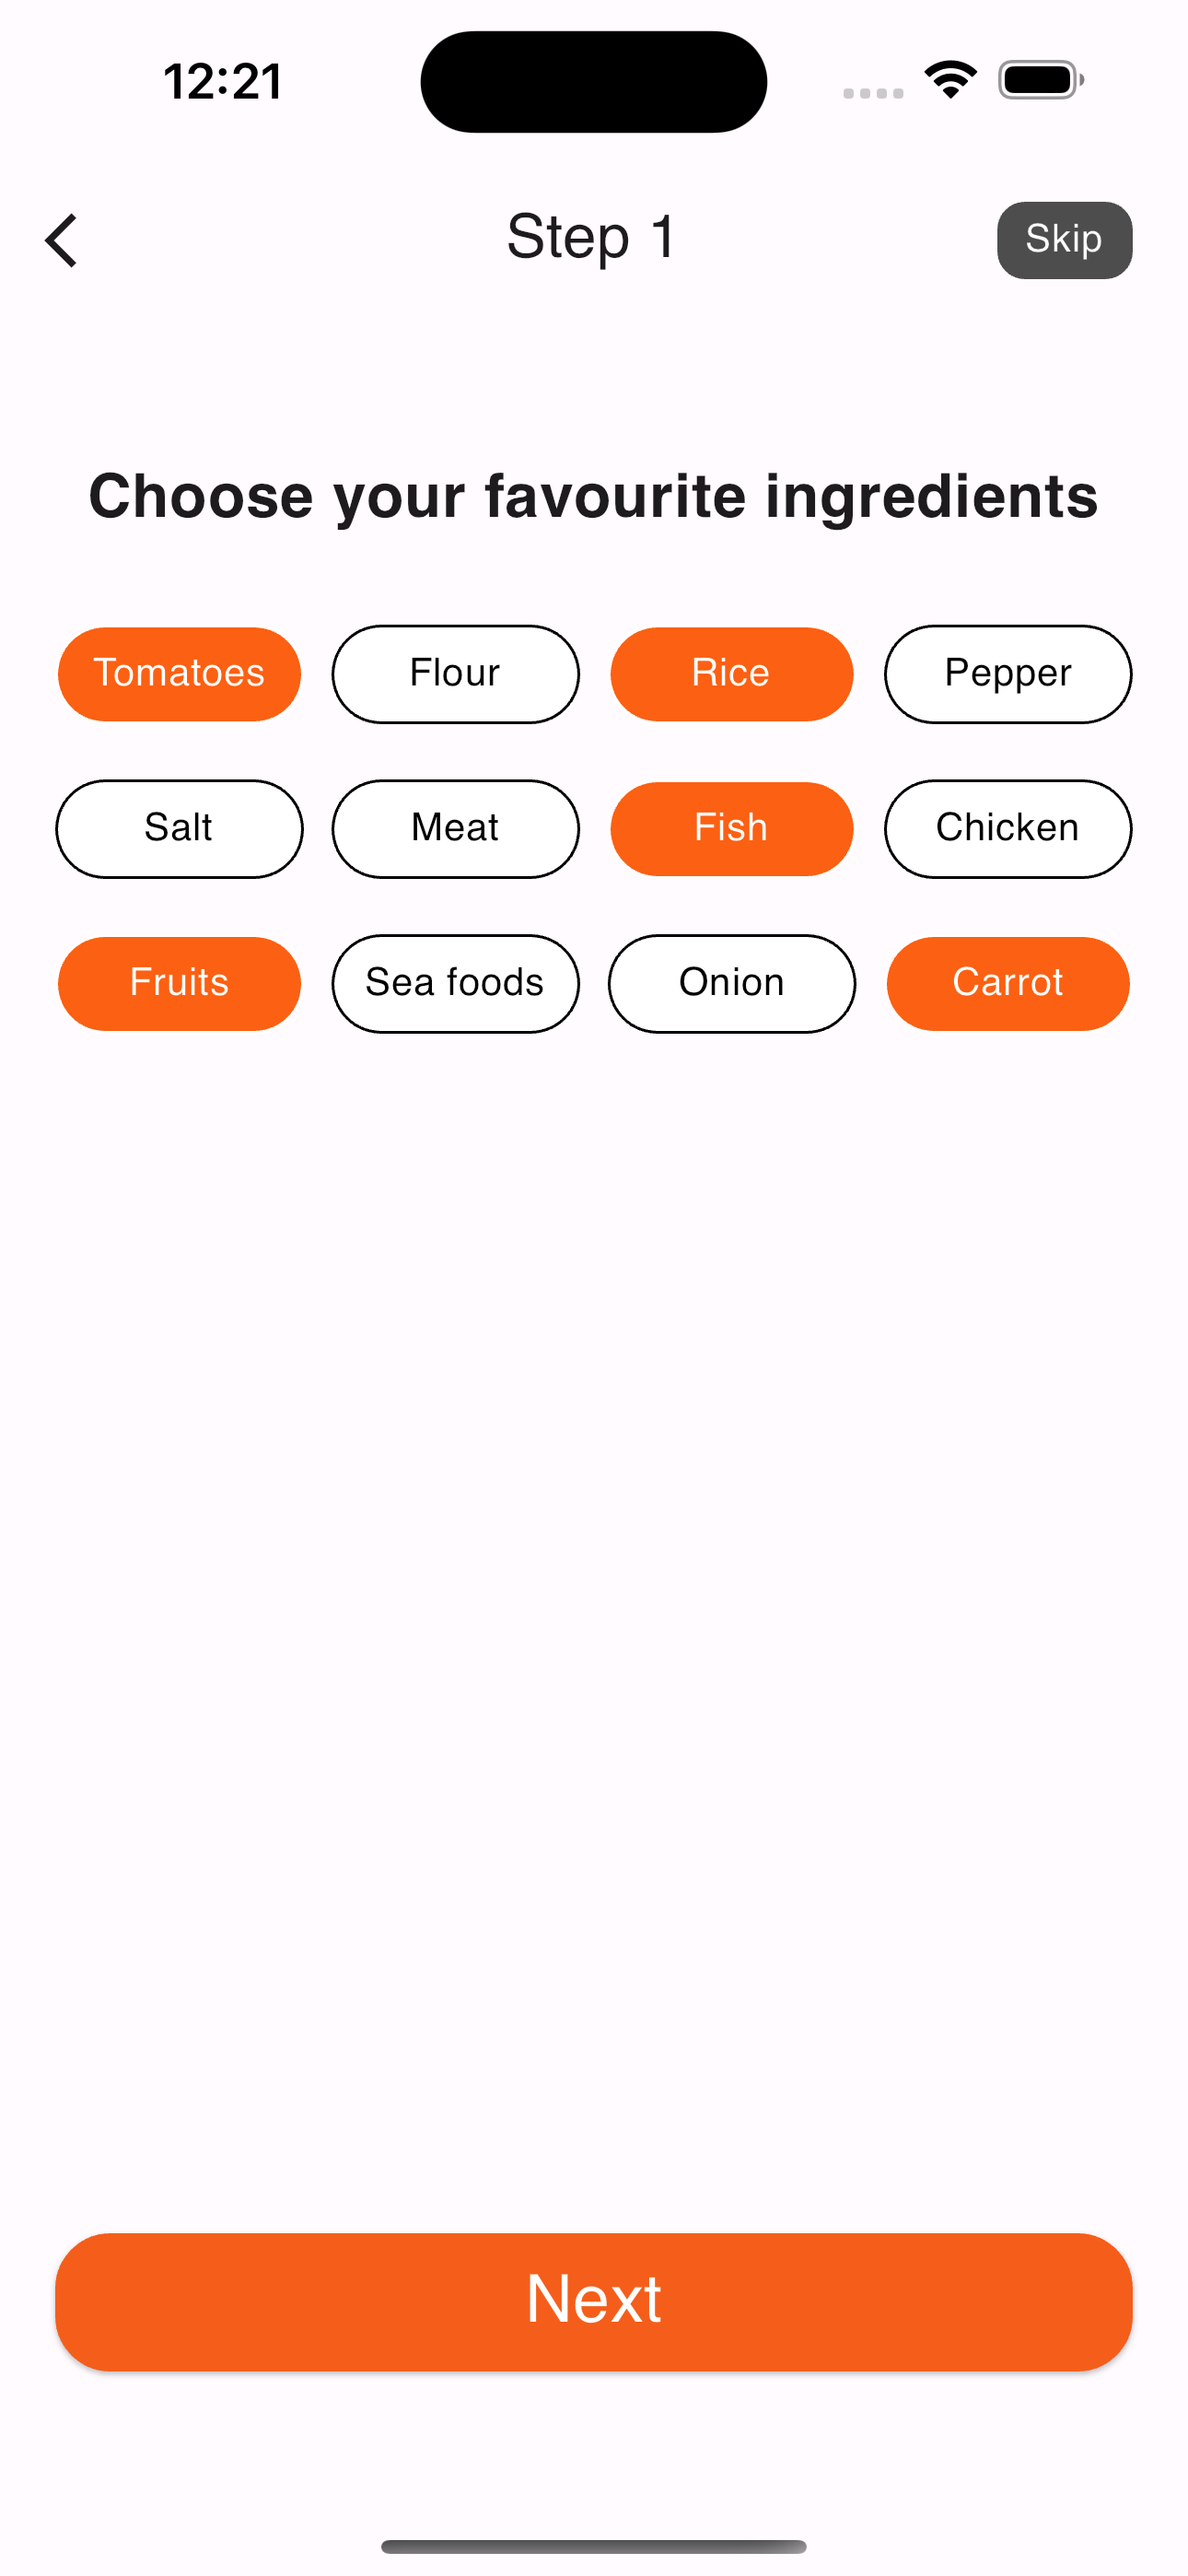 12:21
Step 1 Skip
Choose your favourite ingredients
Tomatoes Flour Rice Pepper
Salt Meat Fish Chicken
Fruits Sea foods Onion Carrot
Next